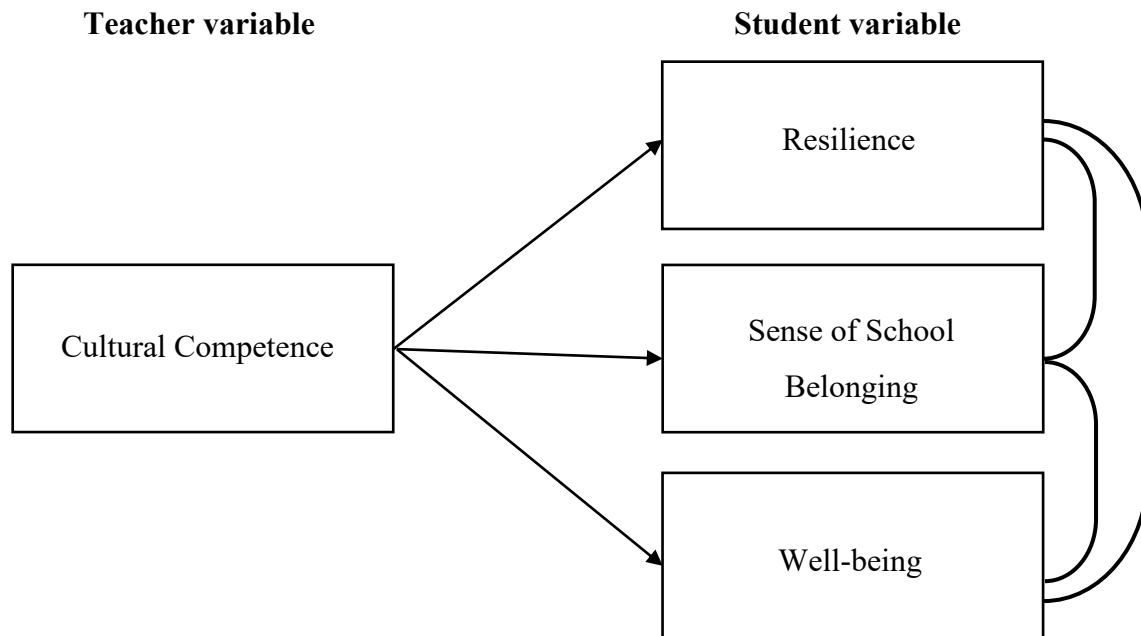 Teacher variable
Student variable
Resilience
Cultural Competence
Sense of School
Belonging
Well-being